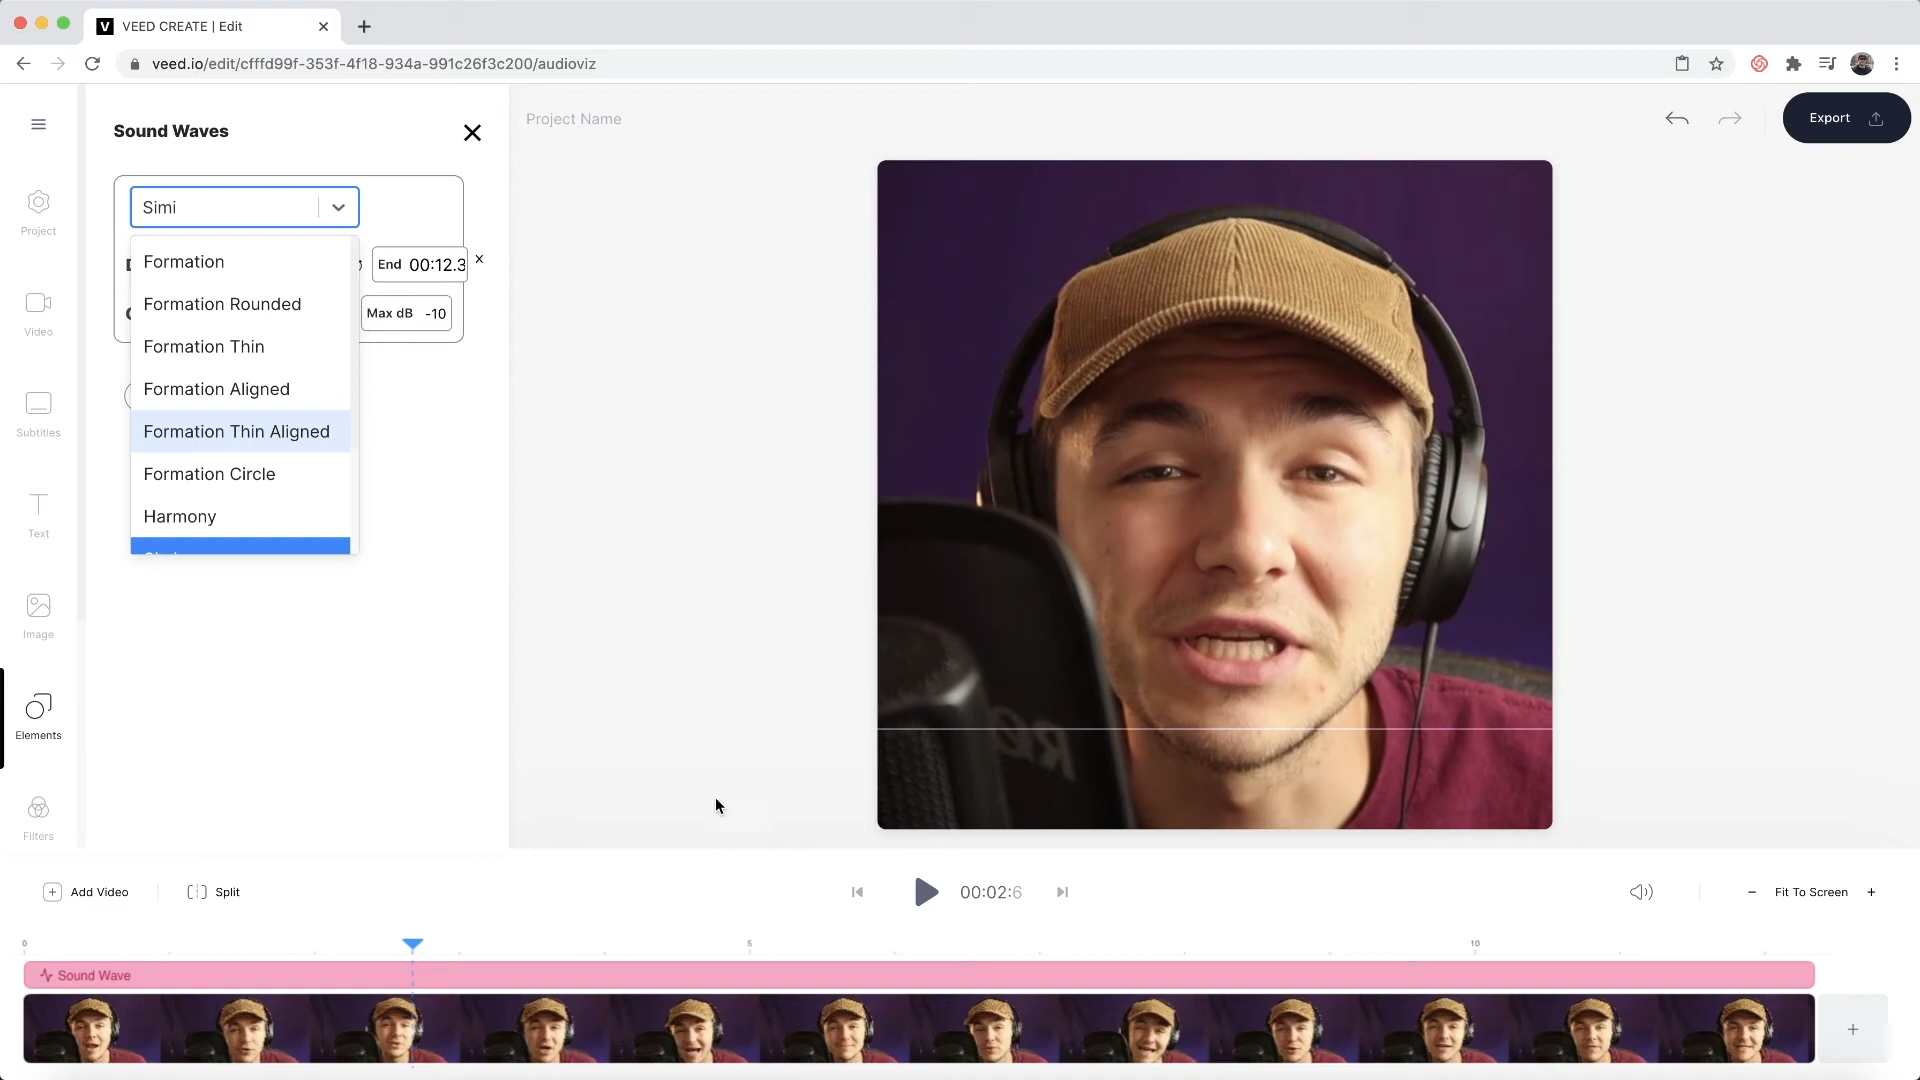 VEED CREATE | Edit
veed.io/edit/cfffd99f-353f-4f18-934a-991c26f3c200/audioviz
Sound Waves
Project Name
Export
Simi
Formation
Formation Rounded
Formation Thin
Formation Aligned
Formation Thin Aligned
Formation Circle
Harmony
End 00:12.3
x
Max dB -10
Project
Video
Subtitles
Text
Image
Elements
Filters
Add Video
Split
00:02:6
Fit To Screen
0
5
10
Sound Wave